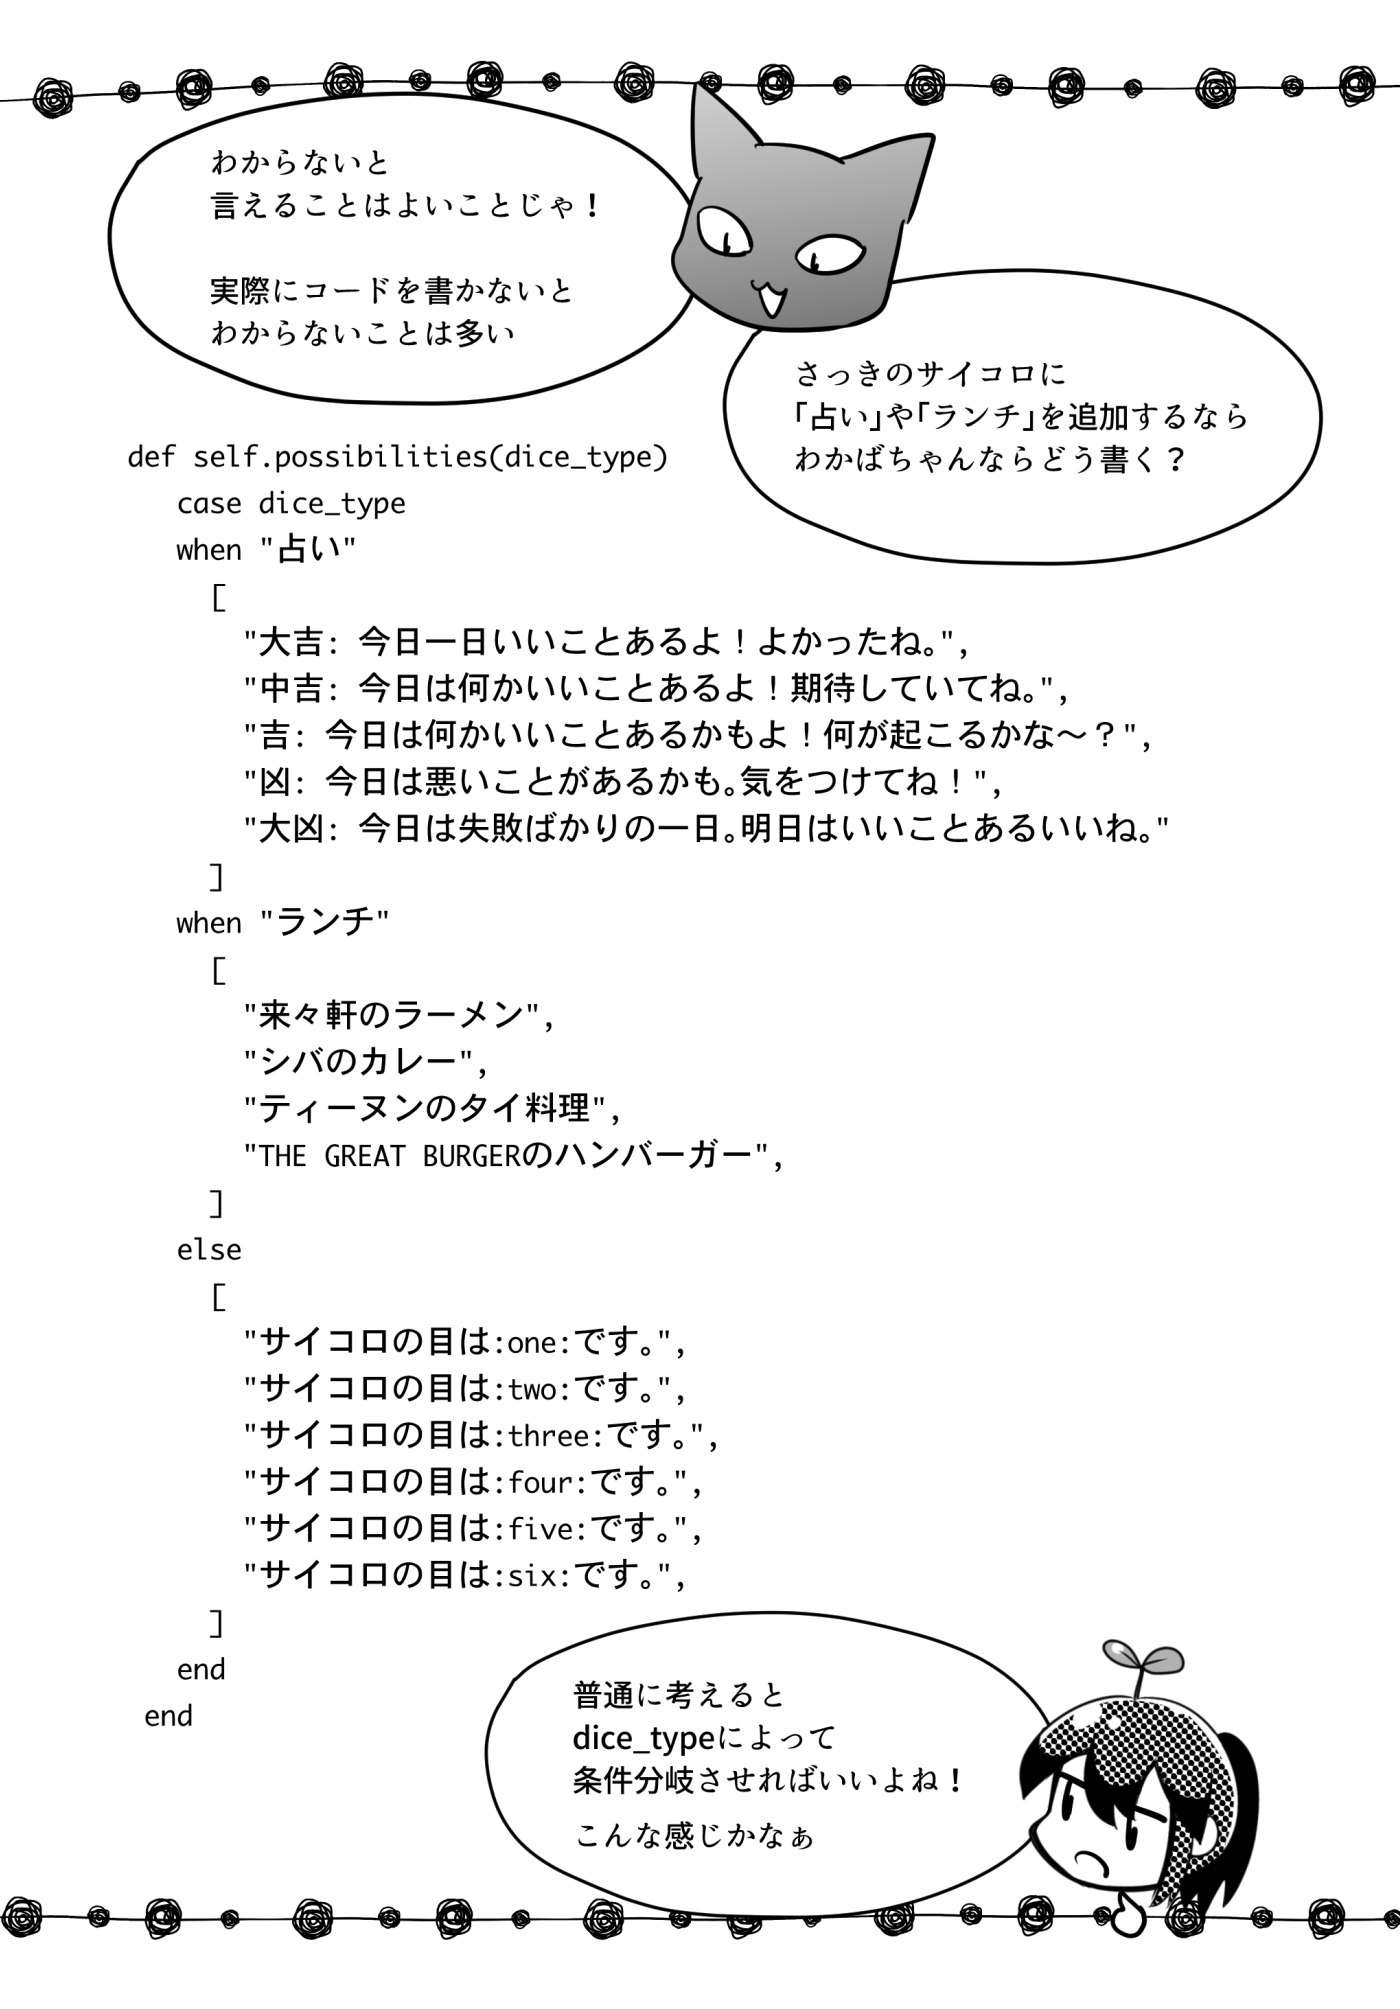 わからないと
言えることはよいことじゃ！
実際にコードを書かないと
わからないことは多い
さっきのサイコロに
「占い」や「ランチ」を追加するなら
わかばちゃんならどう書く？
def self.possibilities(dice_type)
case dice_type
when "占い"
[
"大吉: 今日一日いいことあるよ！よかったね。",
"中吉: 今日は何かいいことあるよ！期待していてね。",
"吉: 今日は何かいいことあるかもよ！何が起こるかな〜？",
"凶: 今日は悪いことがあるかも。気をつけてね！",
"大凶: 今日は失敗ばかりの一日。明日はいいことあるいいね。"
]
when "ランチ"
[
"来々軒のラーメン",
"シバのカレー",
"ティーヌンのタイ料理",
"THE GREAT BURGERのハンバーガー",
]
else
[
"サイコロの目は:one:です。",
"サイコロの目は:two:です。",
"サイコロの目は:three:です。",
"サイコロの目は:four:です。",
"サイコロの目は:five:です。",
"サイコロの目は:six:です。",
]
end
end
普通に考えると
dice_typeによって
条件分岐させればいいよね！
こんな感じかなぁ